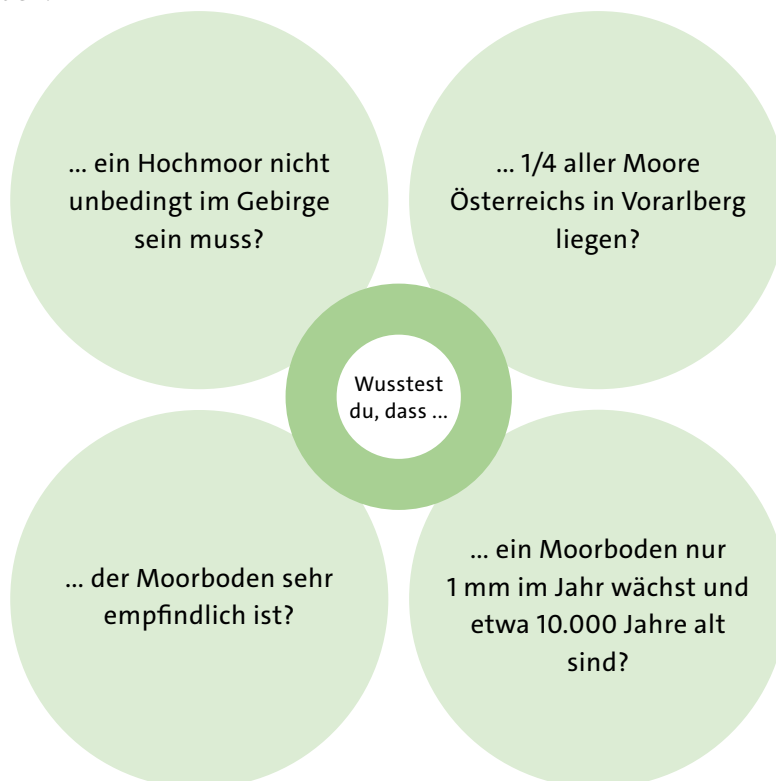 ... ein Hochmoor nicht
unbedingt im Gebirge
sein muss?
... 1/4 aller Moore
Österreichs in Vorarlberg
liegen?
Wusstest
du, dass ...
... der Moorboden sehr
empfindlich ist?
... ein Moorboden nur
1 mm im Jahr wächst und
etwa 10.000 Jahre alt
sind?